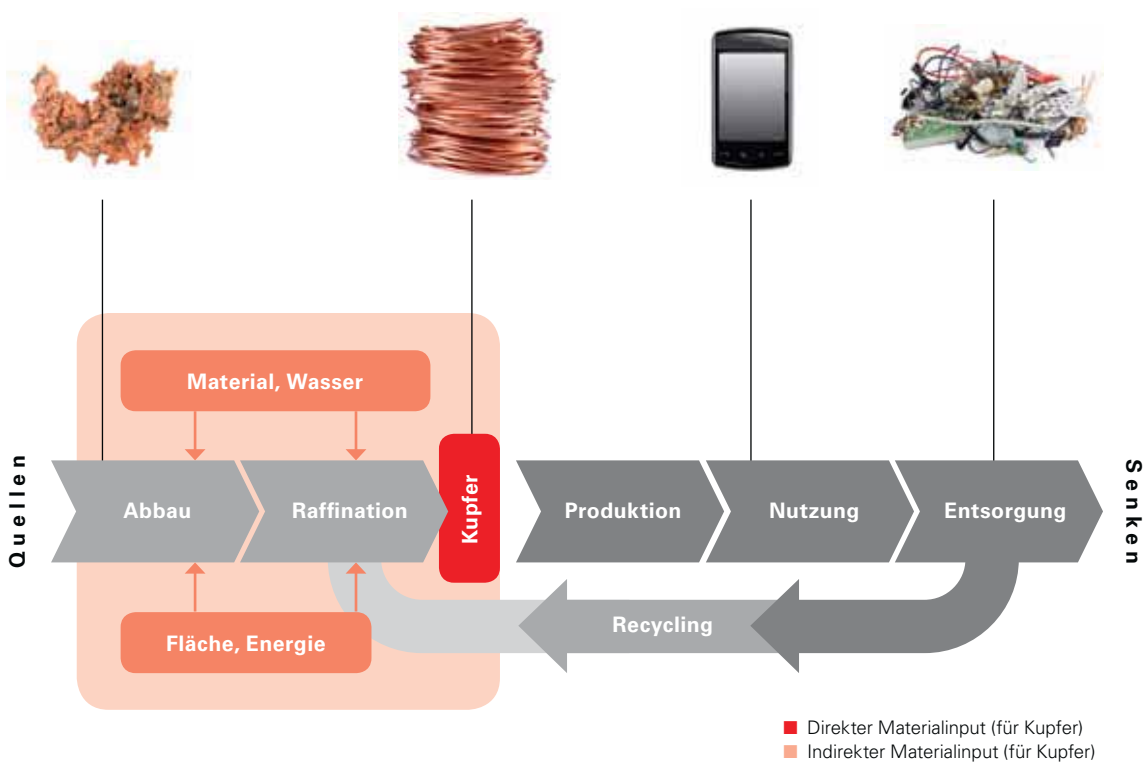 Material, Wasser
Quellen
Abbau
Raffination
Kupfer
Produktion
Nutzung
Entsorgung
Senken
Fläche, Energie
Recycling
Direkter Materialinput (für Kupfer)
Indirekter Materialinput (für Kupfer)